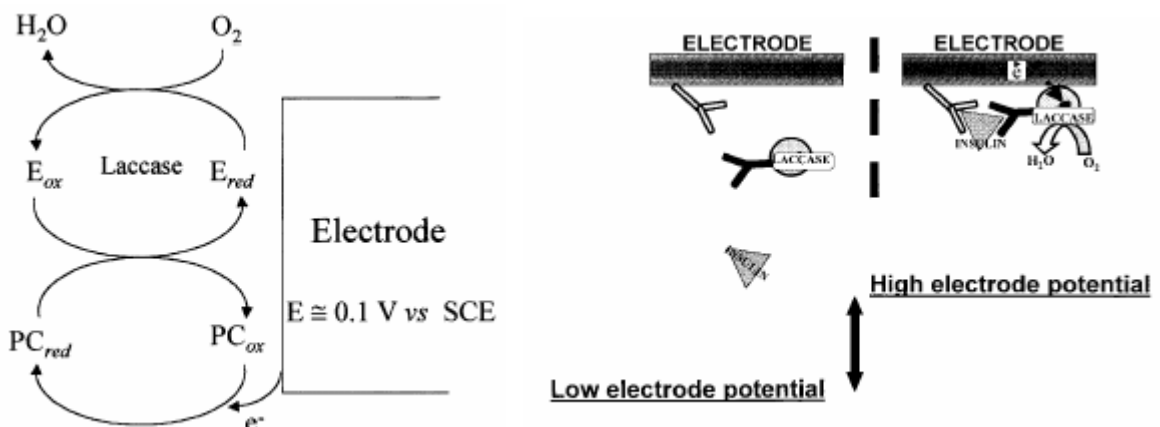 H₂O O₂
Eox Laccase Ered
PCred PCox
e-
Electrode
E ≅ 0.1 V vs SCE
ELECTRODE
LACCASE
INSULIN
Low electrode potential
ELECTRODE
e
LACCASE
INSULIN
H₂O O₂
High electrode potential